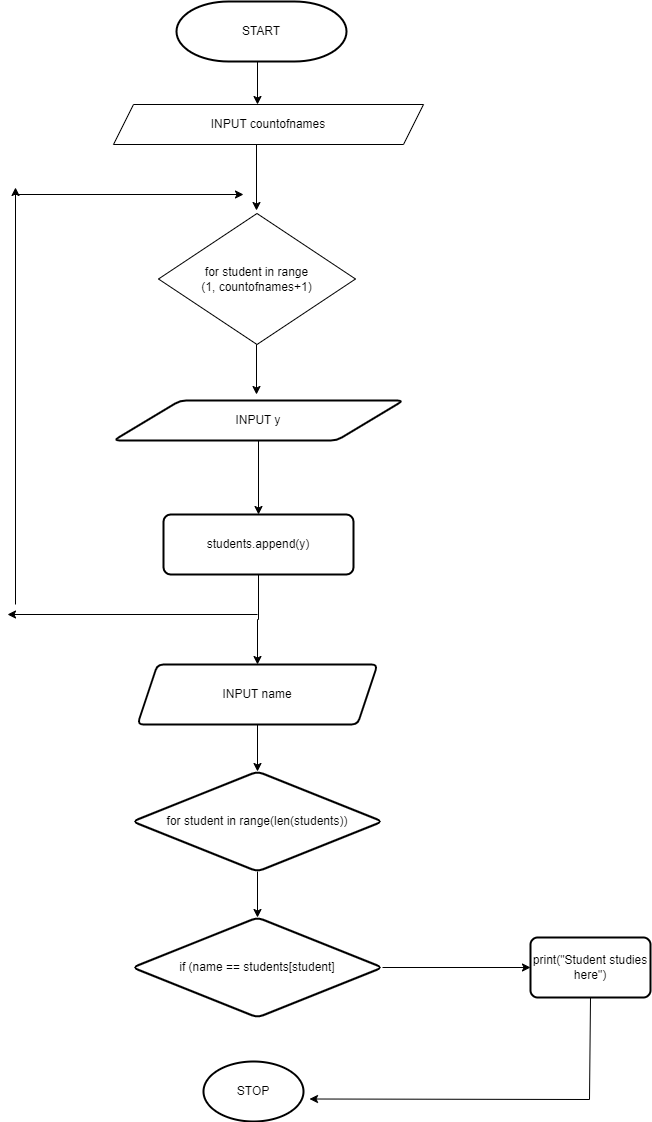 START
INPUT countofnames
for student in range
(1, countofnames+1)
INPUT y
students.append(y)
INPUT name
for student in range(len(students))
if (name == students[student]
print("Student studies
here")
STOP